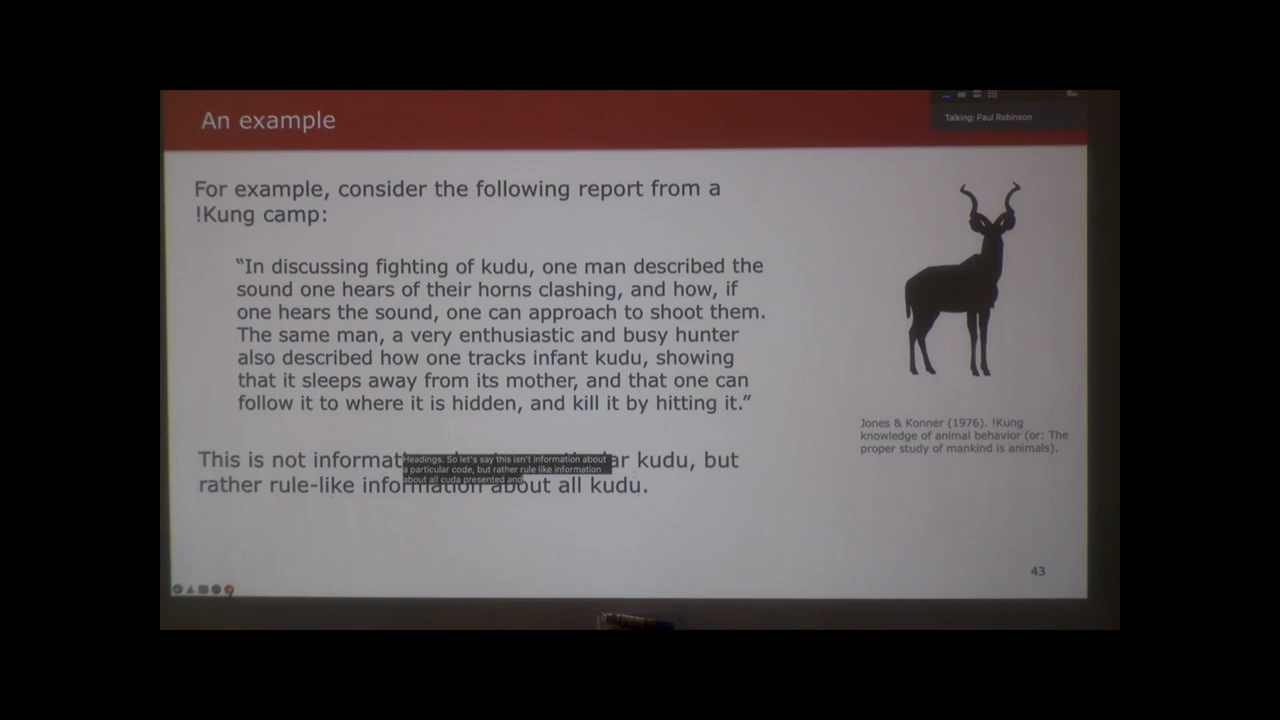 An example
Talking: Paul Robinson
For example, consider the following report from a
!Kung camp:
“In discussing fighting of kudu, one man described the
sound one hears of their horns clashing, and how, if
one hears the sound, one can approach to shoot them.
The same man, a very enthusiastic and busy hunter
also described how one tracks infant kudu, showing
that it sleeps away from its mother, and that one can
follow it to where it is hidden, and kill it by hitting it.”
Jones & Konner (1976). !Kung
knowledge of animal behavior (or: The
proper study of mankind is animals).
This is not informat ar kudu, but
rather rule-like information about all kudu.
Headings. So let's say this isn't information about
a particular code, but rather rule like information
about all cuda presented and
43